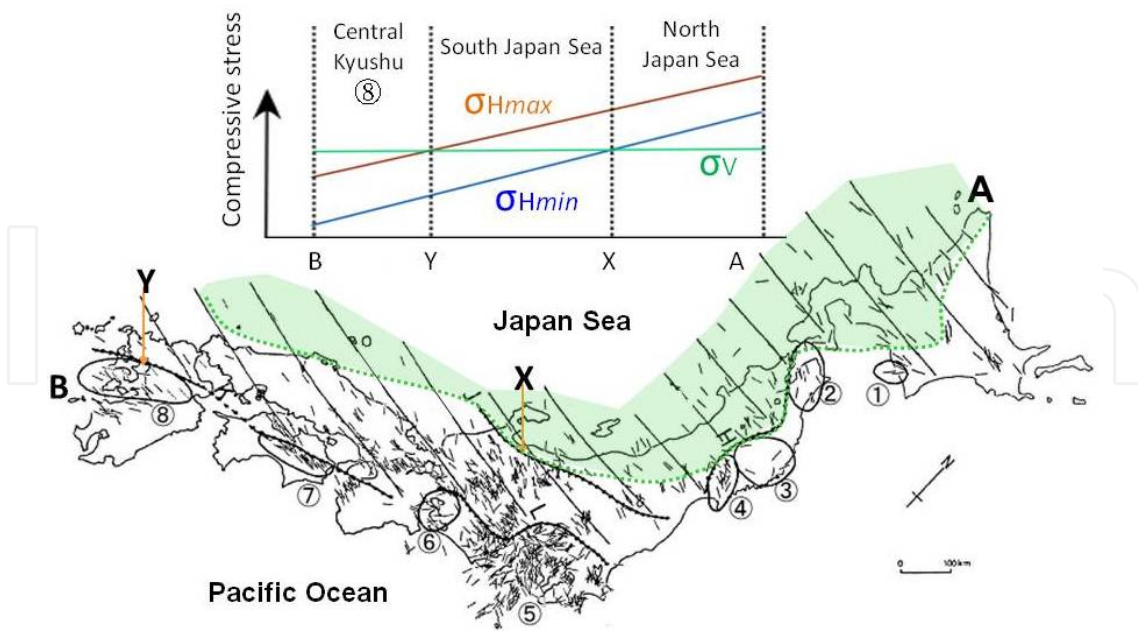 Compressive stress
Central
Kyushu
⑧
South Japan Sea
North
Japan Sea
σHmax
σHmin
σV
B
Y
X
A
A
Y
Japan Sea
X
B
⑧
②
①
⑦
③
④
N
⑥
0 100km
Pacific Ocean
⑤